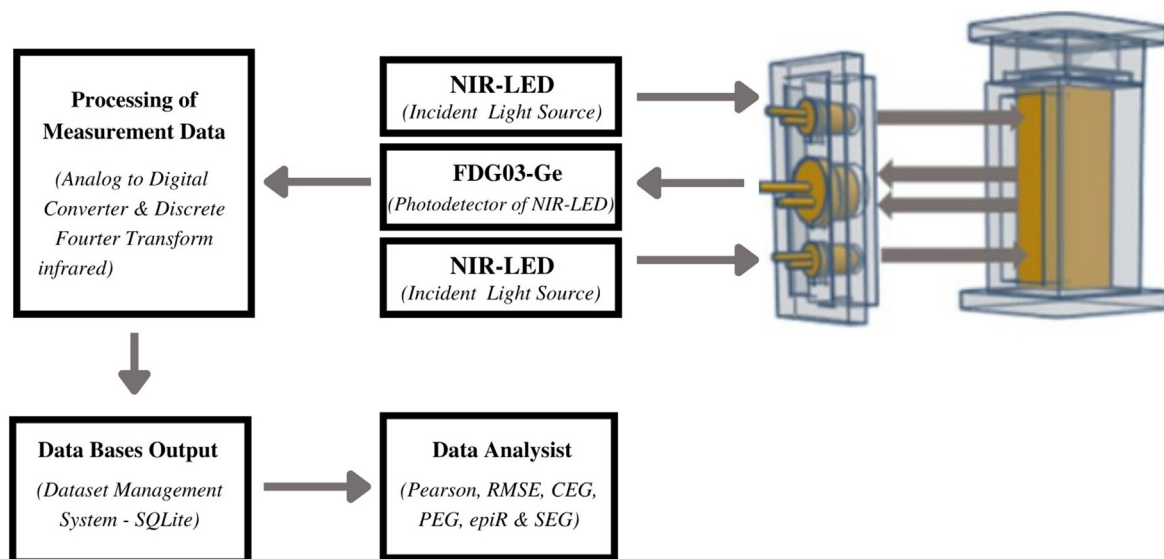 Processing of
Measurement Data
(Analog to Digital
Converter & Discrete
Fourter Transform
infrared)
NIR-LED
(Incident Light Source)
FDG03-Ge
(Photodetector of NIR-LED)
NIR-LED
(Incident Light Source)
Data Bases Output
(Dataset Management
System - SQLite)
Data Analysist
(Pearson, RMSE, CEG,
PEG, epiR & SEG)